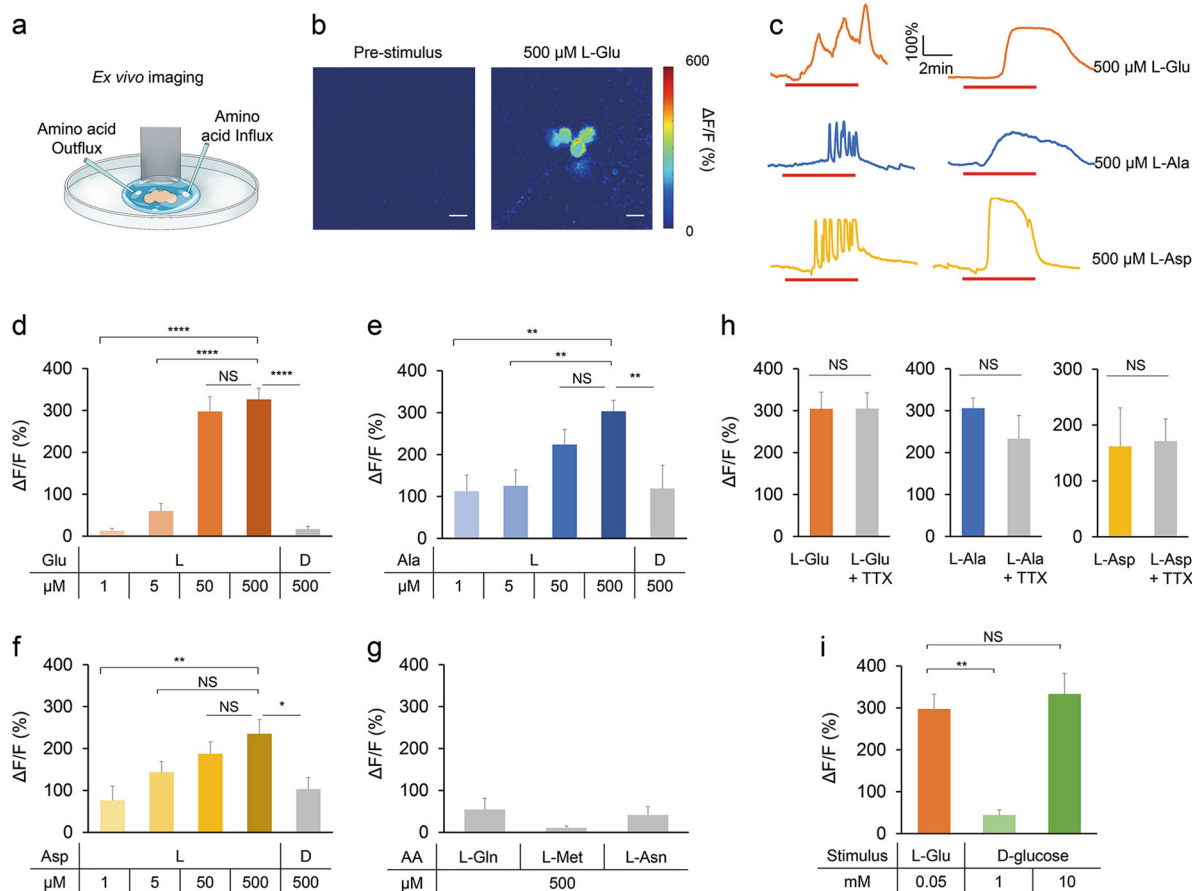 a
Ex vivo imaging
Amino acid
Outflux
Amino
acid Influx
b
Pre-stimulus
500 µM L-Glu
600
ΔF/F (%)
0
c
100%
2min
500 µM L-Glu
500 µM L-Ala
500 µM L-Asp
d
****
****
NS
****
ΔF/F (%)
400
300
200
100
0
Glu L D
µM 1 5 50 500 500
e
**
**
NS
**
ΔF/F (%)
400
300
200
100
0
Ala L D
µM 1 5 50 500 500
h
NS
ΔF/F (%)
400
300
200
100
0
L-Glu
L-Glu
+ TTX
NS
400
300
200
100
0
L-Ala
L-Ala
+ TTX
NS
300
200
100
0
L-Asp
L-Asp
+ TTX
f
**
NS
NS
*
ΔF/F (%)
400
300
200
100
0
Asp L D
µM 1 5 50 500 500
g
ΔF/F (%)
400
300
200
100
0
AA L-Gln L-Met L-Asn
µM 500
i
NS
**
ΔF/F (%)
400
300
200
100
0
Stimulus L-Glu D-glucose
mM 0.05 1 10